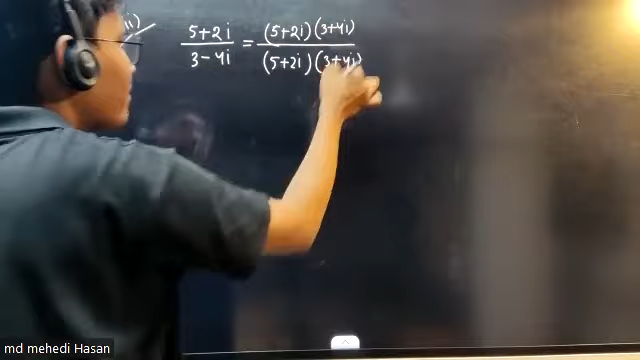 ii)
5+2i / 3-4i = (5+2i)(3+4i) / (5+2i)(3+4i)
md mehedi Hasan